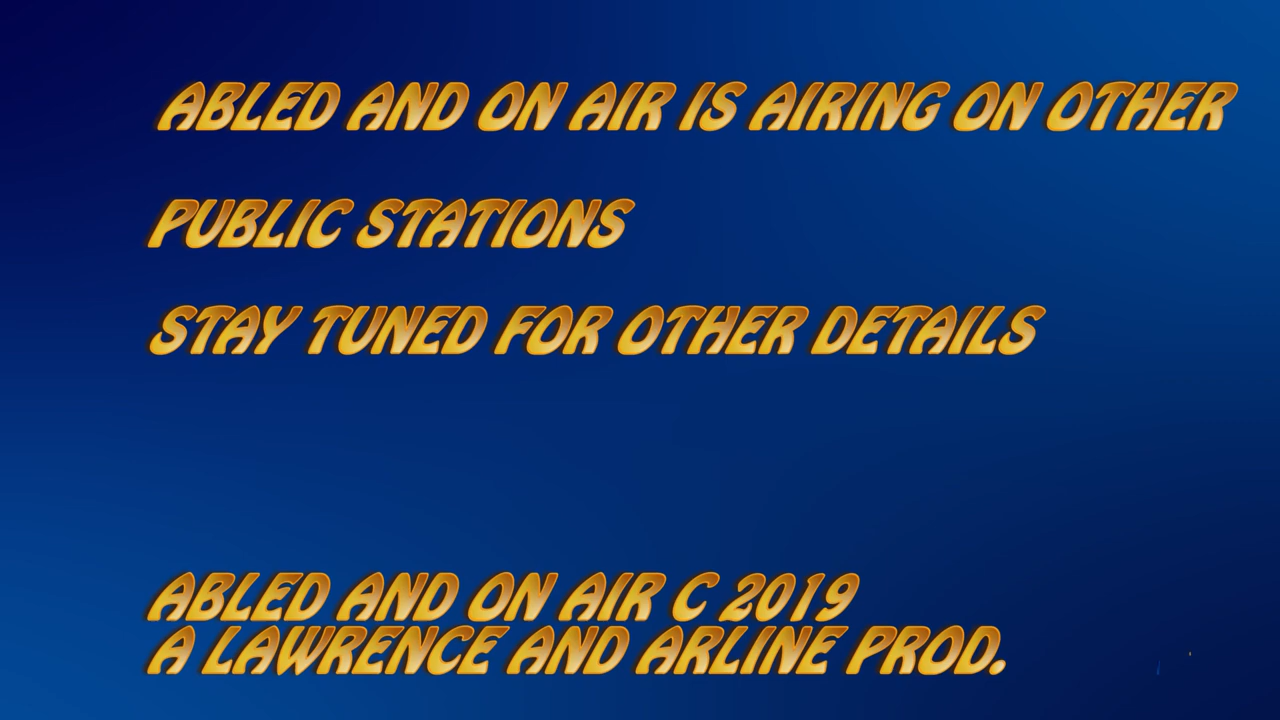 ABLED AND ON AIR IS AIRING ON OTHER
PUBLIC STATIONS
STAY TUNED FOR OTHER DETAILS
ABLED AND ON AIR C 2019
A LAWRENCE AND ARLINE PROD.